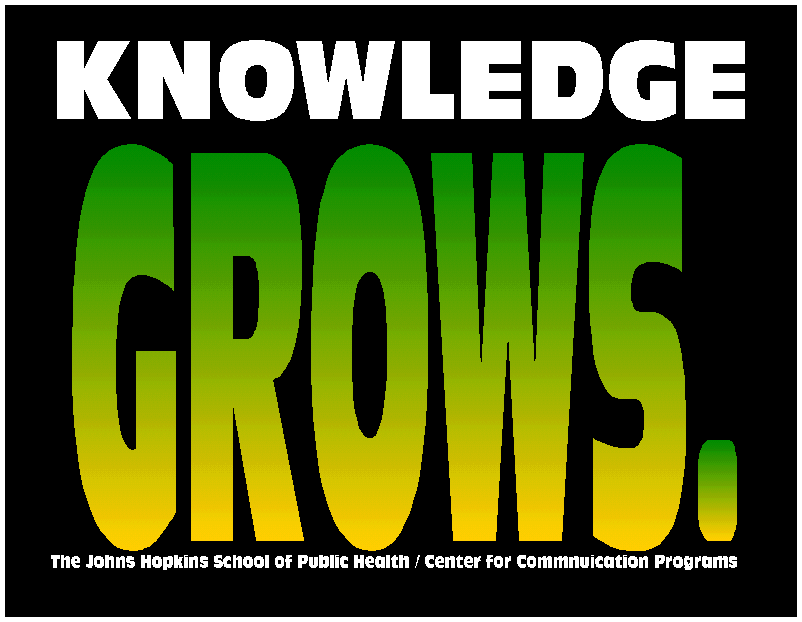 KNOWLEDGE
GROWS.
The Johns Hopkins School of Public Health / Center for Commnuication Programs